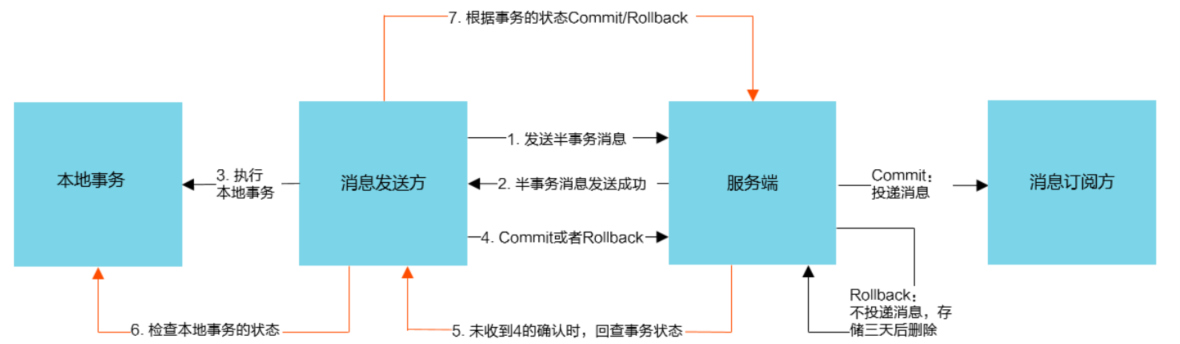 7. 根据事务的状态Commit/Rollback
本地事务
3. 执行
本地事务
消息发送方
1. 发送半事务消息
2. 半事务消息发送成功
4. Commit或者Rollback
服务端
Commit：
投递消息
消息订阅方
Rollback：
不投递消息，存
储三天后删除
6. 检查本地事务的状态
5. 未收到4的确认时，回查事务状态